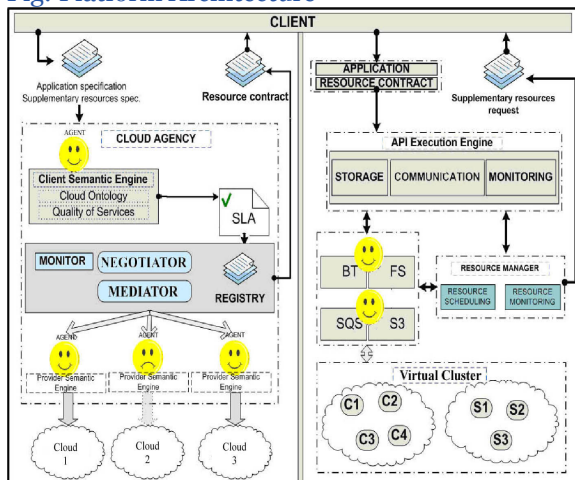 Fig. Platform Architecture
CLIENT
Application specification
Supplementary resources spec.
Resource contract
AGENT
CLOUD AGENCY
Client Semantic Engine
Cloud Ontology
Quality of Services
SLA
MONITOR
NEGOTIATOR
MEDIATOR
REGISTRY
AGENT
AGENT
AGENT
Provider Semantic
Engine
Provider Semantic
Engine
Provider Semantic
Engine
Cloud
1
Cloud
2
Cloud
3
APPLICATION
RESOURCE CONTRACT
Supplementary resources
request
API Execution Engine
STORAGE
COMMUNICATION
MONITORING
BT
FS
SQS
S3
RESOURCE MANAGER
RESOURCE
SCHEDULING
RESOURCE
MONITORING
Virtual Cluster
C1
C2
C3
C4
S1
S2
S3